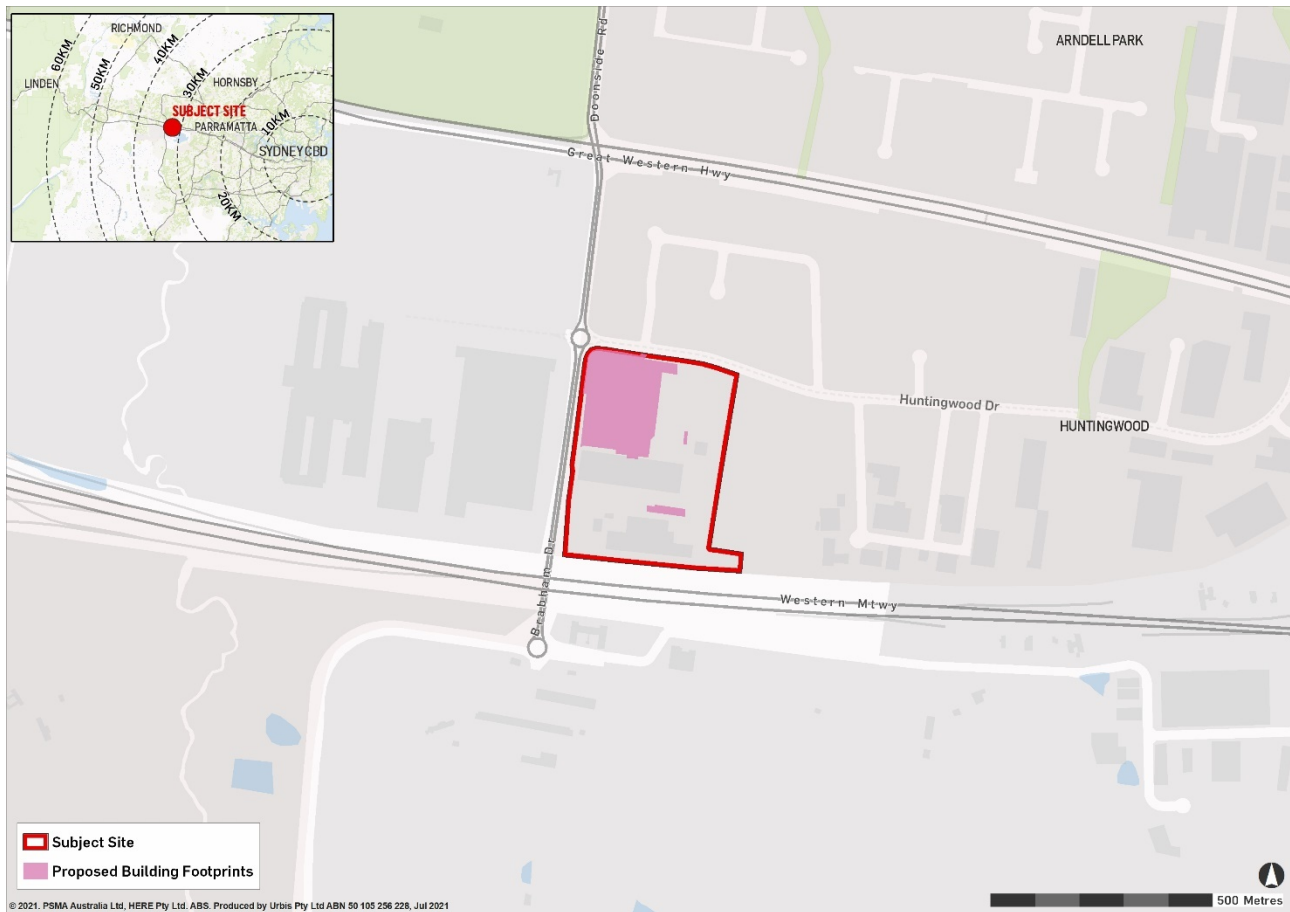 RICHMOND
60KM
50KM
40KM
30KM
LINDEN
HORNSBY
SUBJECT SITE
PARRAMATTA
10KM
SYDNEY CBD
20KM
Doonside Rd
ARNDELL PARK
Great Western Hwy
Huntingwood Dr
HUNTINGWOOD
Brabham Dr
Western Mtwy
Subject Site
Proposed Building Footprints
500 Metres
© 2021. PSMA Australia Ltd, HERE Pty Ltd. ABS. Produced by Urbis Pty Ltd ABN 50 105 256 228, Jul 2021